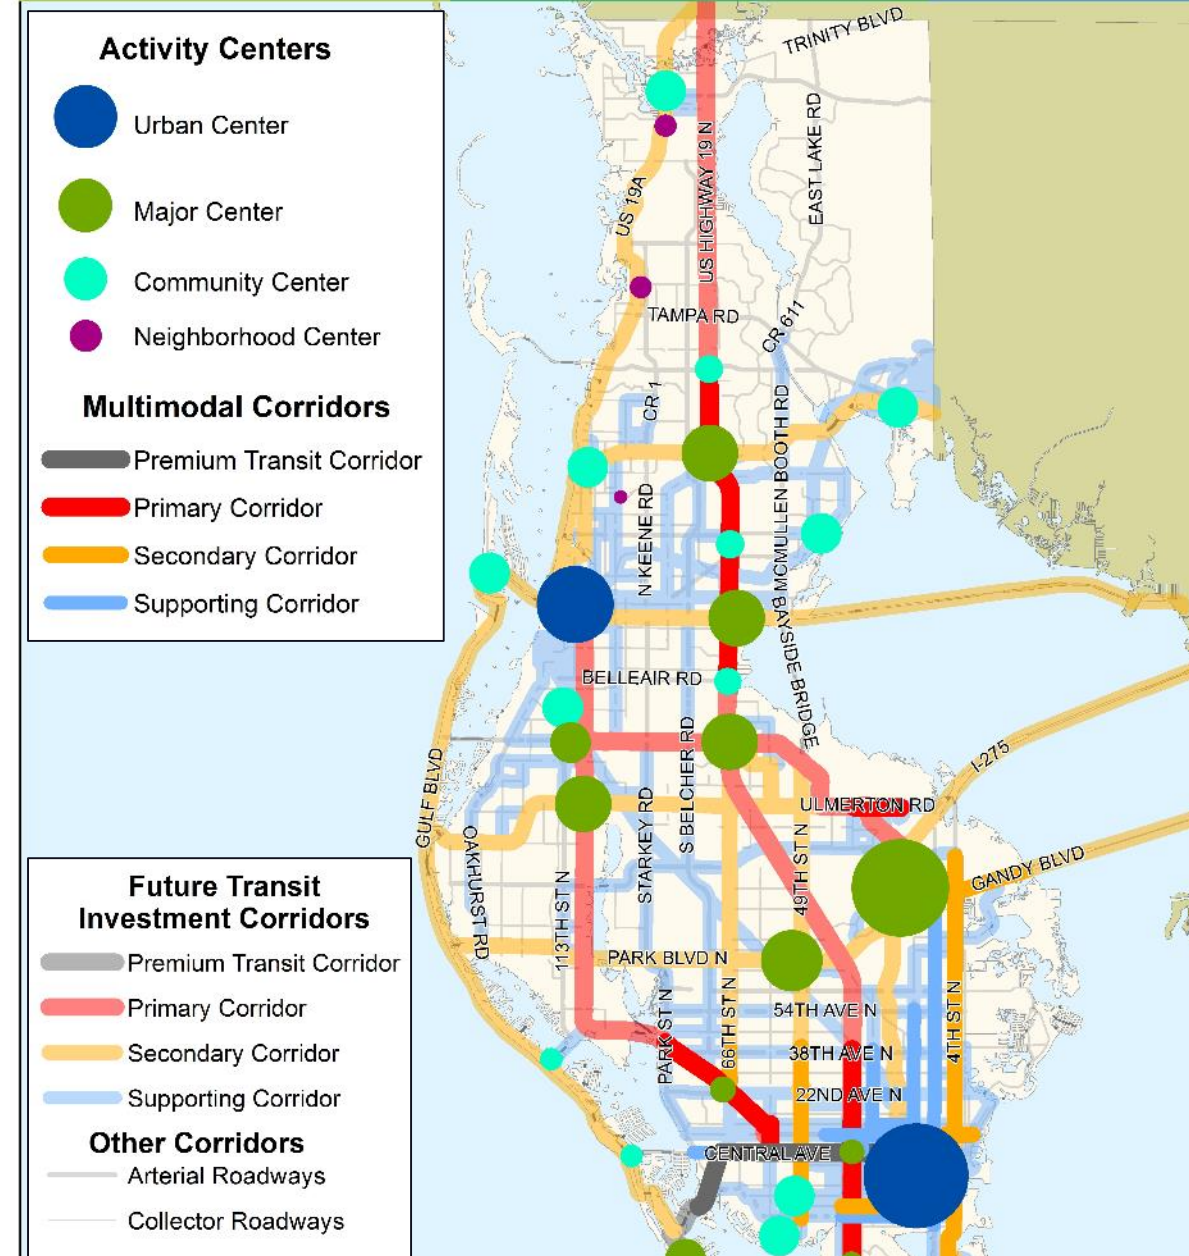 Activity Centers
Urban Center
Major Center
Community Center
Neighborhood Center
Multimodal Corridors
Premium Transit Corridor
Primary Corridor
Secondary Corridor
Supporting Corridor
Future Transit
Investment Corridors
Premium Transit Corridor
Primary Corridor
Secondary Corridor
Supporting Corridor
Other Corridors
Arterial Roadways
Collector Roadways
TRINITY BLVD
EAST LAKE RD
US HIGHWAY 19 N
US 19A
TAMPA RD
CR 611
CR 1
MCMULLEN BOOTH RD
N KEENE RD
BAYSIDE BRIDGE
BELLEAIR RD
S BELCHER RD
I-275
GULF BLVD
ULMERTON RD
STARKEY RD
OAKHURST RD
49TH ST N
GANDY BLVD
113TH ST N
PARK BLVD N
54TH AVE N
66TH ST N
PARK ST N
4TH ST N
38TH AVE N
22ND AVE N
CENTRAL AVE